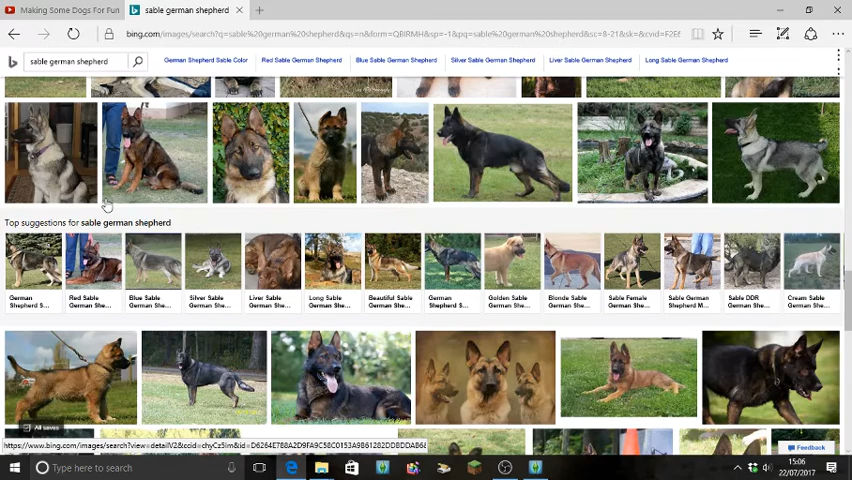 Making Some Dogs For Fun
sable german shepherd
bing.com/images/search?q=sable%20german%20shepherd&qs=n&form=QBIRMH&sp=-1&pq=sable%20german%20shepherd&sc=8-21&sk=&cvid=F2E6
sable german shepherd
German Shepherd Sable Color
Red Sable German Shepherd
Blue Sable German Shepherd
Silver Sable German Shepherd
Liver Sable German Shepherd
Long Sable German Shepherd
Top suggestions for sable german shepherd
German Shepherd S...
Red Sable German She...
Blue Sable German She...
Silver Sable German She...
Liver Sable German She...
Long Sable German She...
Beautiful Sable German She...
German Shepherd S...
Golden Sable German She...
Blonde Sable German She...
Sable Female German She...
Sable German Shepherd M...
Sable DDR German She...
Cream Sable German She...
All saves
Feedback
Type here to search
15:06
22/07/2017